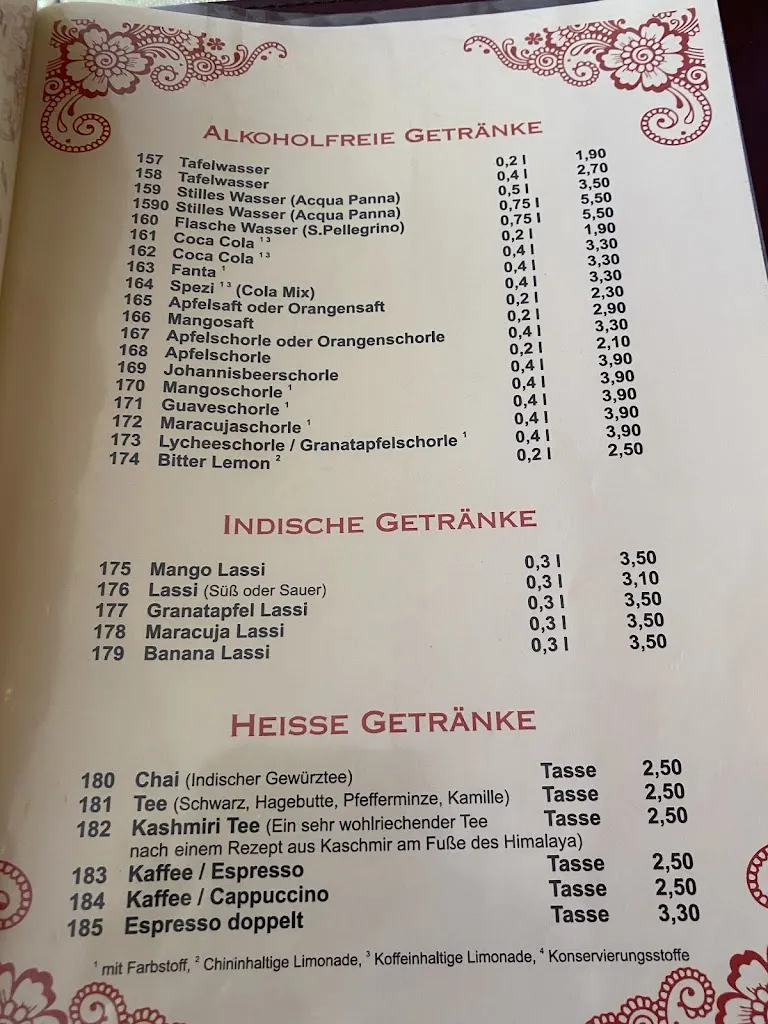 ALKOHOLFREIE GETRÄNKE
157 Tafelwasser 0,2 l 1,90
158 Tafelwasser 0,4 l 2,70
159 Stilles Wasser (Acqua Panna) 0,5 l 3,50
1590 Stilles Wasser (Acqua Panna) 0,75 l 5,50
160 Flasche Wasser (S.Pellegrino) 0,75 l 5,50
161 Coca Cola ¹ ³ 0,2 l 1,90
162 Coca Cola ¹ ³ 0,4 l 3,30
163 Fanta ¹ 0,4 l 3,30
164 Spezi ¹ ³ (Cola Mix) 0,4 l 3,30
165 Apfelsaft oder Orangensaft 0,2 l 2,30
166 Mangosaft 0,2 l 2,90
167 Apfelschorle oder Orangenschorle 0,4 l 3,30
168 Apfelschorle 0,2 l 2,10
169 Johannisbeerschorle 0,4 l 3,90
170 Mangoschorle ¹ 0,4 l 3,90
171 Guaveschorle ¹ 0,4 l 3,90
172 Maracujaschorle ¹ 0,4 l 3,90
173 Lycheeschorle / Granatapfelschorle ¹ 0,4 l 3,90
174 Bitter Lemon ² 0,2 l 2,50
INDISCHE GETRÄNKE
175 Mango Lassi 0,3 l 3,50
176 Lassi (Süß oder Sauer) 0,3 l 3,10
177 Granatapfel Lassi 0,3 l 3,50
178 Maracuja Lassi 0,3 l 3,50
179 Banana Lassi 0,3 l 3,50
HEISSE GETRÄNKE
180 Chai (Indischer Gewürztee) Tasse 2,50
181 Tee (Schwarz, Hagebutte, Pfefferminze, Kamille) Tasse 2,50
182 Kashmiri Tee (Ein sehr wohlriechender Tee Tasse 2,50
nach einem Rezept aus Kaschmir am Fuße des Himalaya)
183 Kaffee / Espresso Tasse 2,50
184 Kaffee / Cappuccino Tasse 2,50
185 Espresso doppelt Tasse 3,30
¹ mit Farbstoff, ² Chininhaltige Limonade, ³ Koffeinhaltige Limonade, ⁴ Konservierungsstoffe